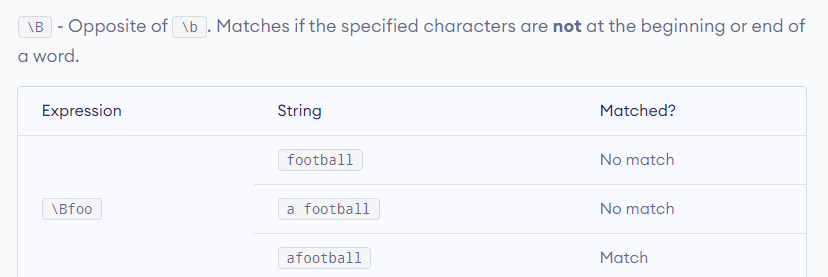 \B - Opposite of \b . Matches if the specified characters are not at the beginning or end of
a word.
Expression String Matched?
football No match
\Bfoo a football No match
afootball Match